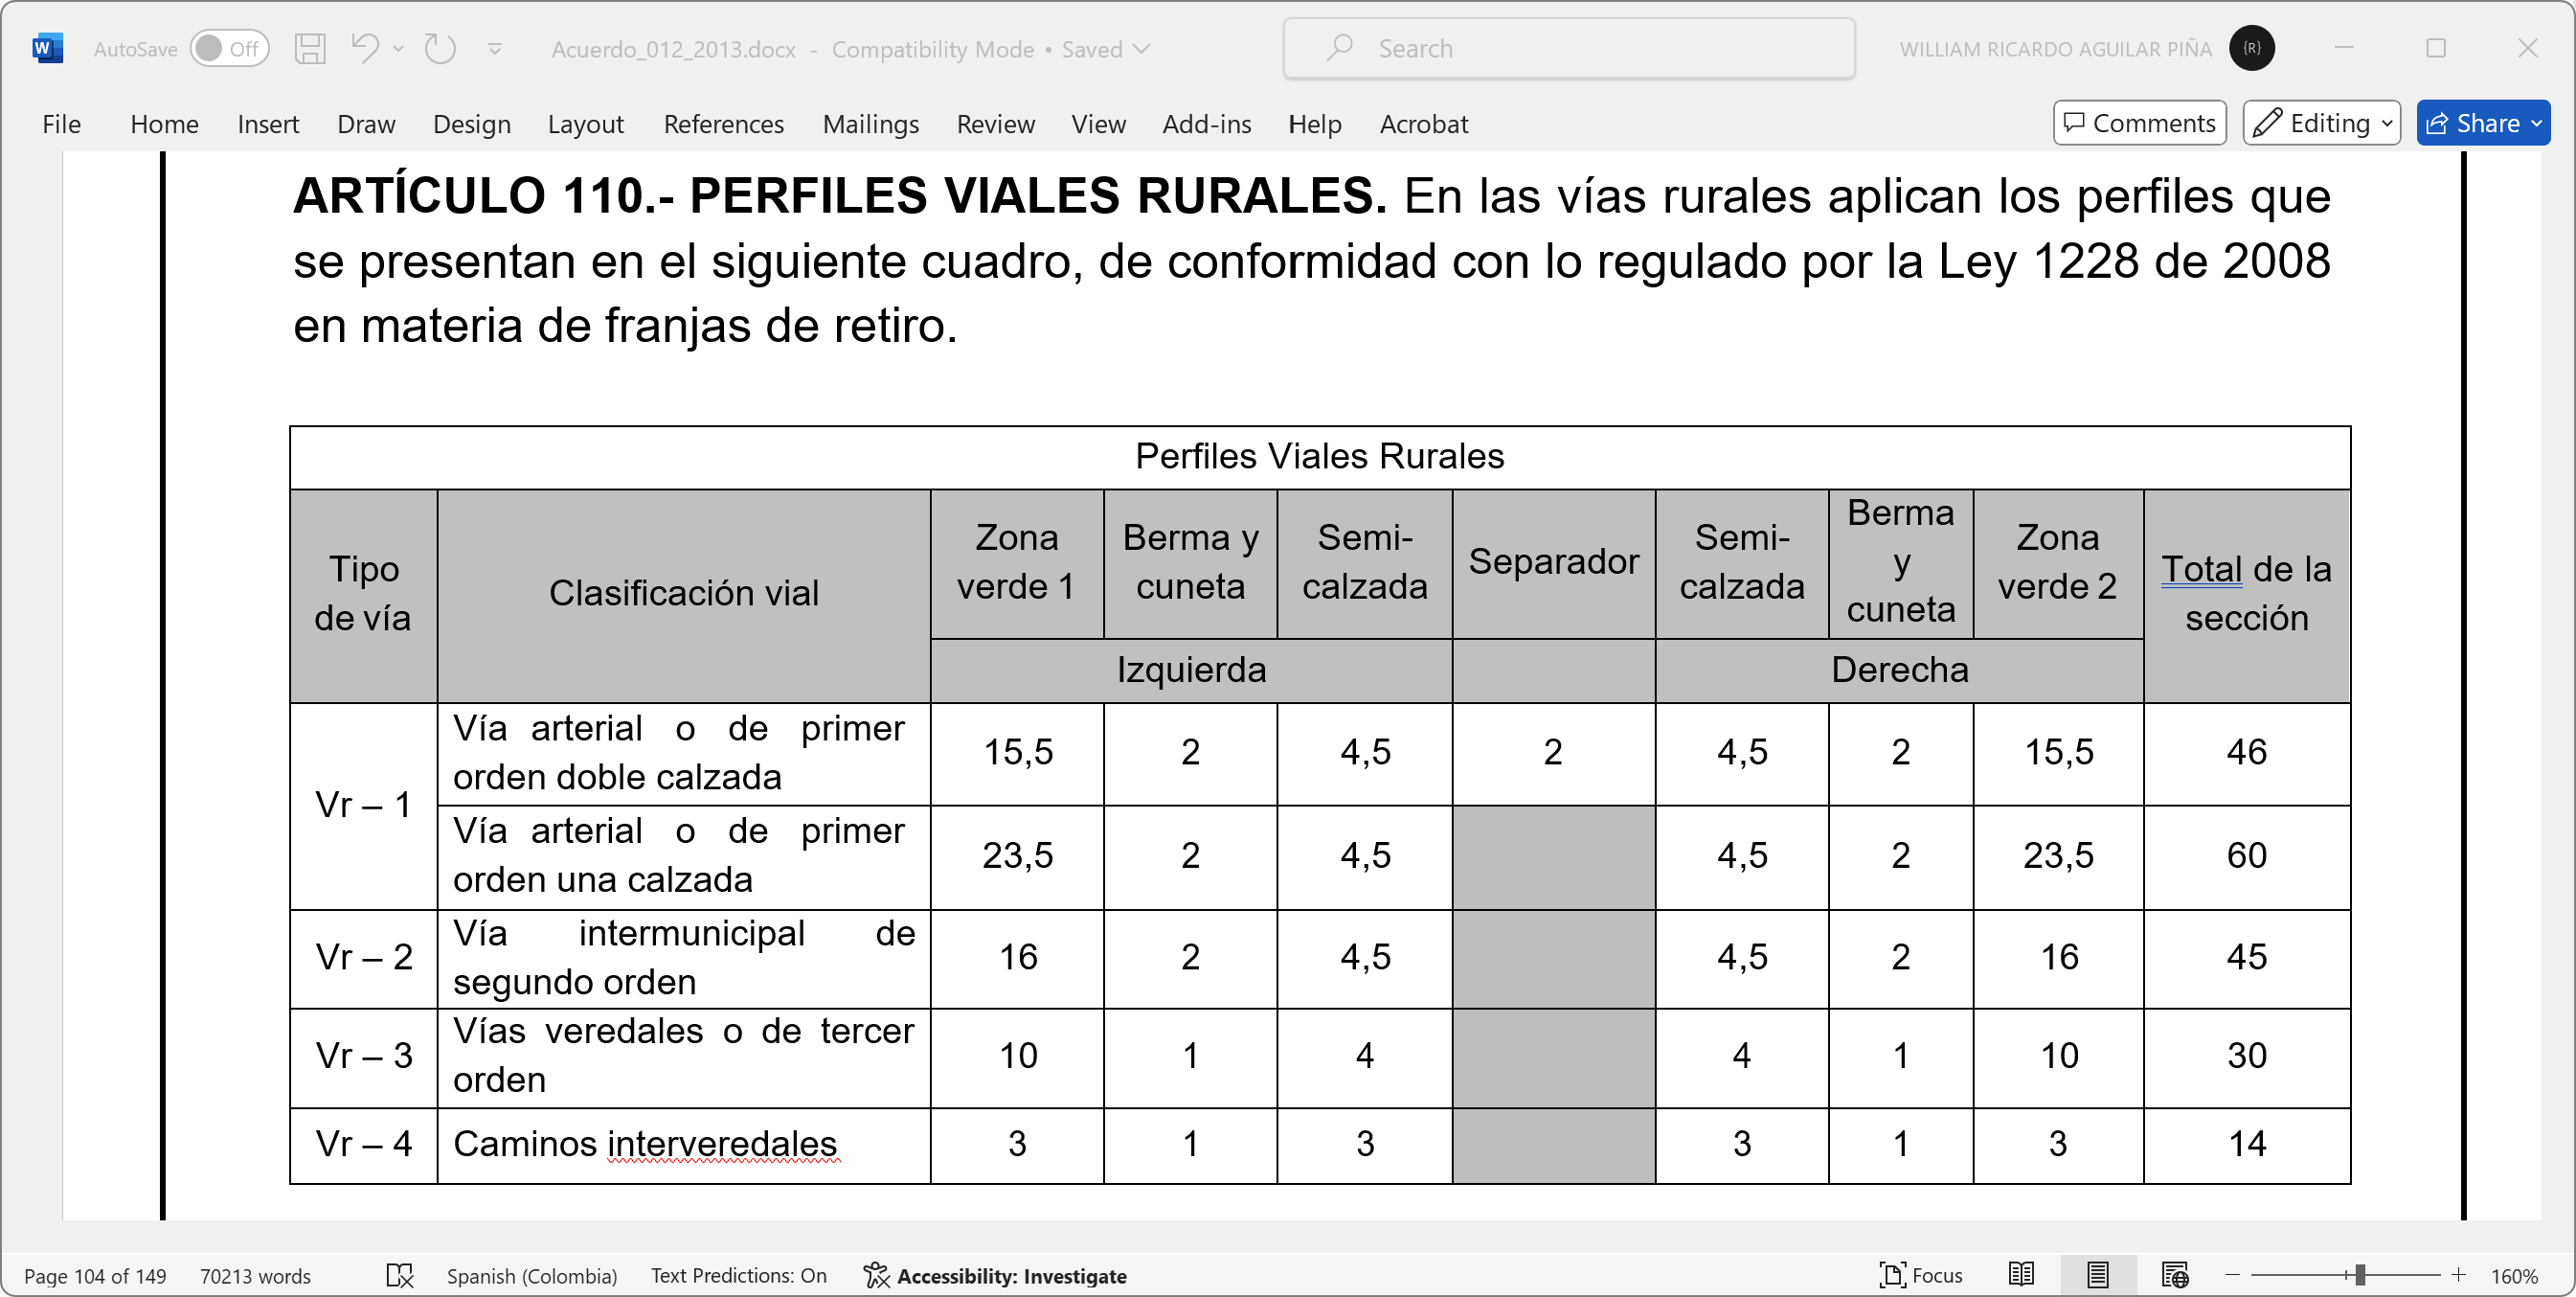 AutoSave Off Acuerdo_012_2013.docx - Compatibility Mode • Saved Search WILLIAM RICARDO AGUILAR PIÑA {R}
File Home Insert Draw Design Layout References Mailings Review View Add-ins Help Acrobat Comments Editing Share
ARTÍCULO 110.- PERFILES VIALES RURALES. En las vías rurales aplican los perfiles que
se presentan en el siguiente cuadro, de conformidad con lo regulado por la Ley 1228 de 2008
en materia de franjas de retiro.
Perfiles Viales Rurales
Tipo de vía Clasificación vial Zona verde 1 Berma y cuneta Semi-calzada Separador Semi-calzada Berma y cuneta Zona verde 2 Total de la sección
Izquierda Derecha
Vr – 1 Vía arterial o de primer orden doble calzada 15,5 2 4,5 2 4,5 2 15,5 46
Vía arterial o de primer orden una calzada 23,5 2 4,5 4,5 2 23,5 60
Vr – 2 Vía intermunicipal de segundo orden 16 2 4,5 4,5 2 16 45
Vr – 3 Vías veredales o de tercer orden 10 1 4 4 1 10 30
Vr – 4 Caminos interveredales 3 1 3 3 1 3 14
Page 104 of 149 70213 words Spanish (Colombia) Text Predictions: On Accessibility: Investigate Focus 160%